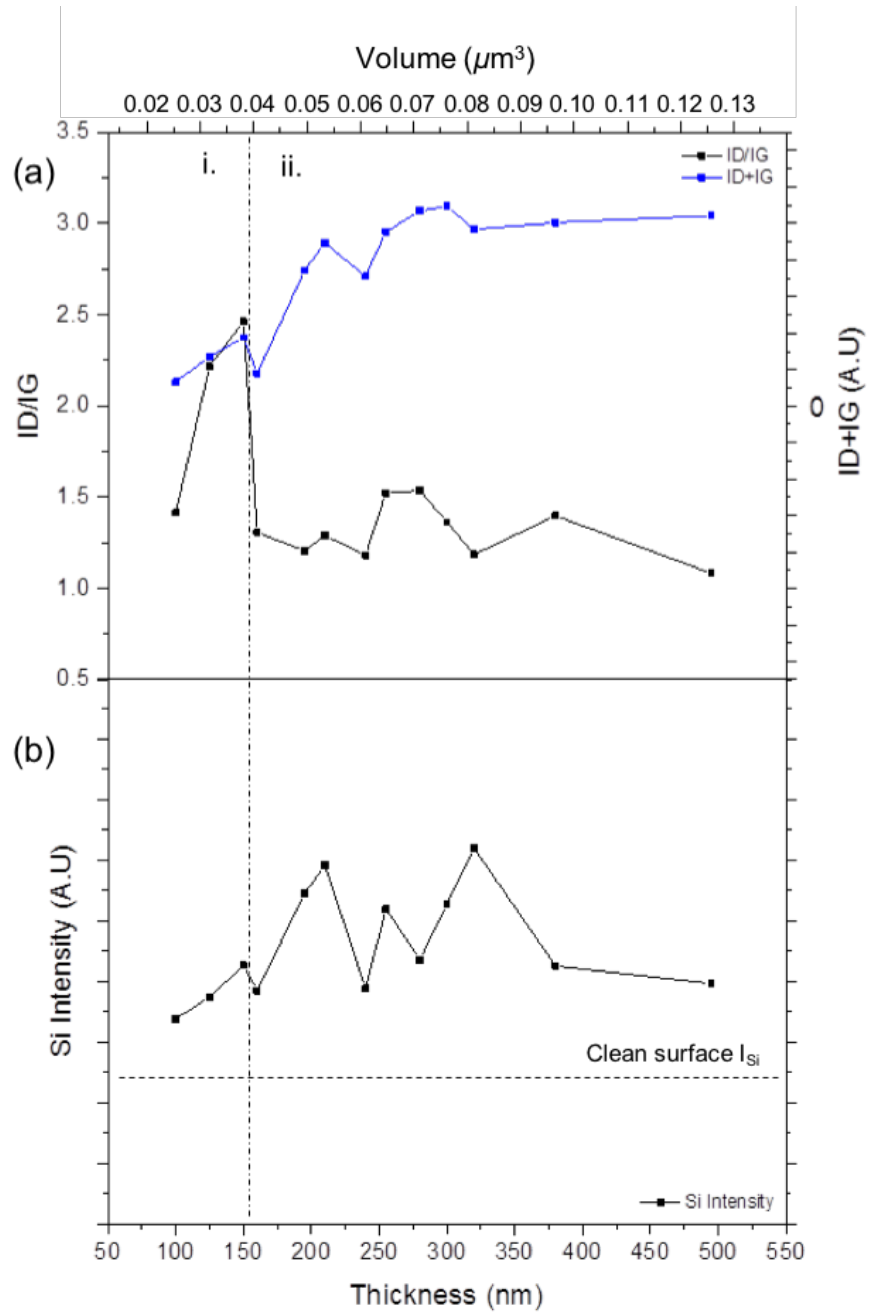 Volume (µm³)
0.02 0.03 0.04 0.05 0.06 0.07 0.08 0.09 0.10 0.11 0.12 0.13
(a)
i. ii.
ID/IG
ID+IG
3.5
3.0
2.5
2.0
1.5
1.0
0.5
ID/IG
0
ID+IG (A.U)
(b)
Si Intensity (A.U)
Clean surface I_Si
Si Intensity
50 100 150 200 250 300 350 400 450 500 550
Thickness (nm)